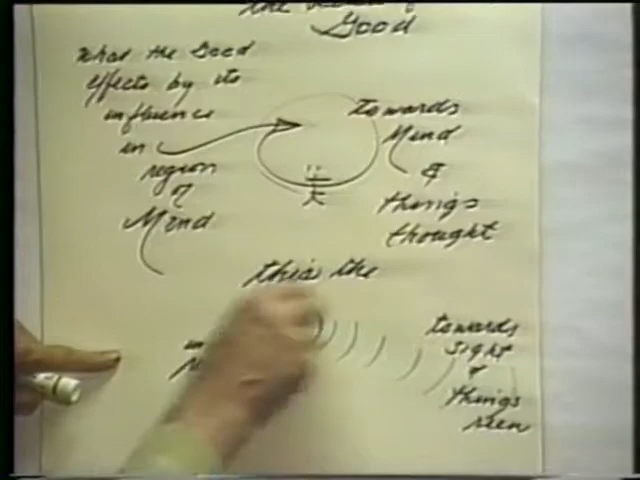 the
Good
What the Good
effects by its
influence
in
region
of
Mind
towards
Mind
&
things
thought
this the
towards
sight
&
things
seen